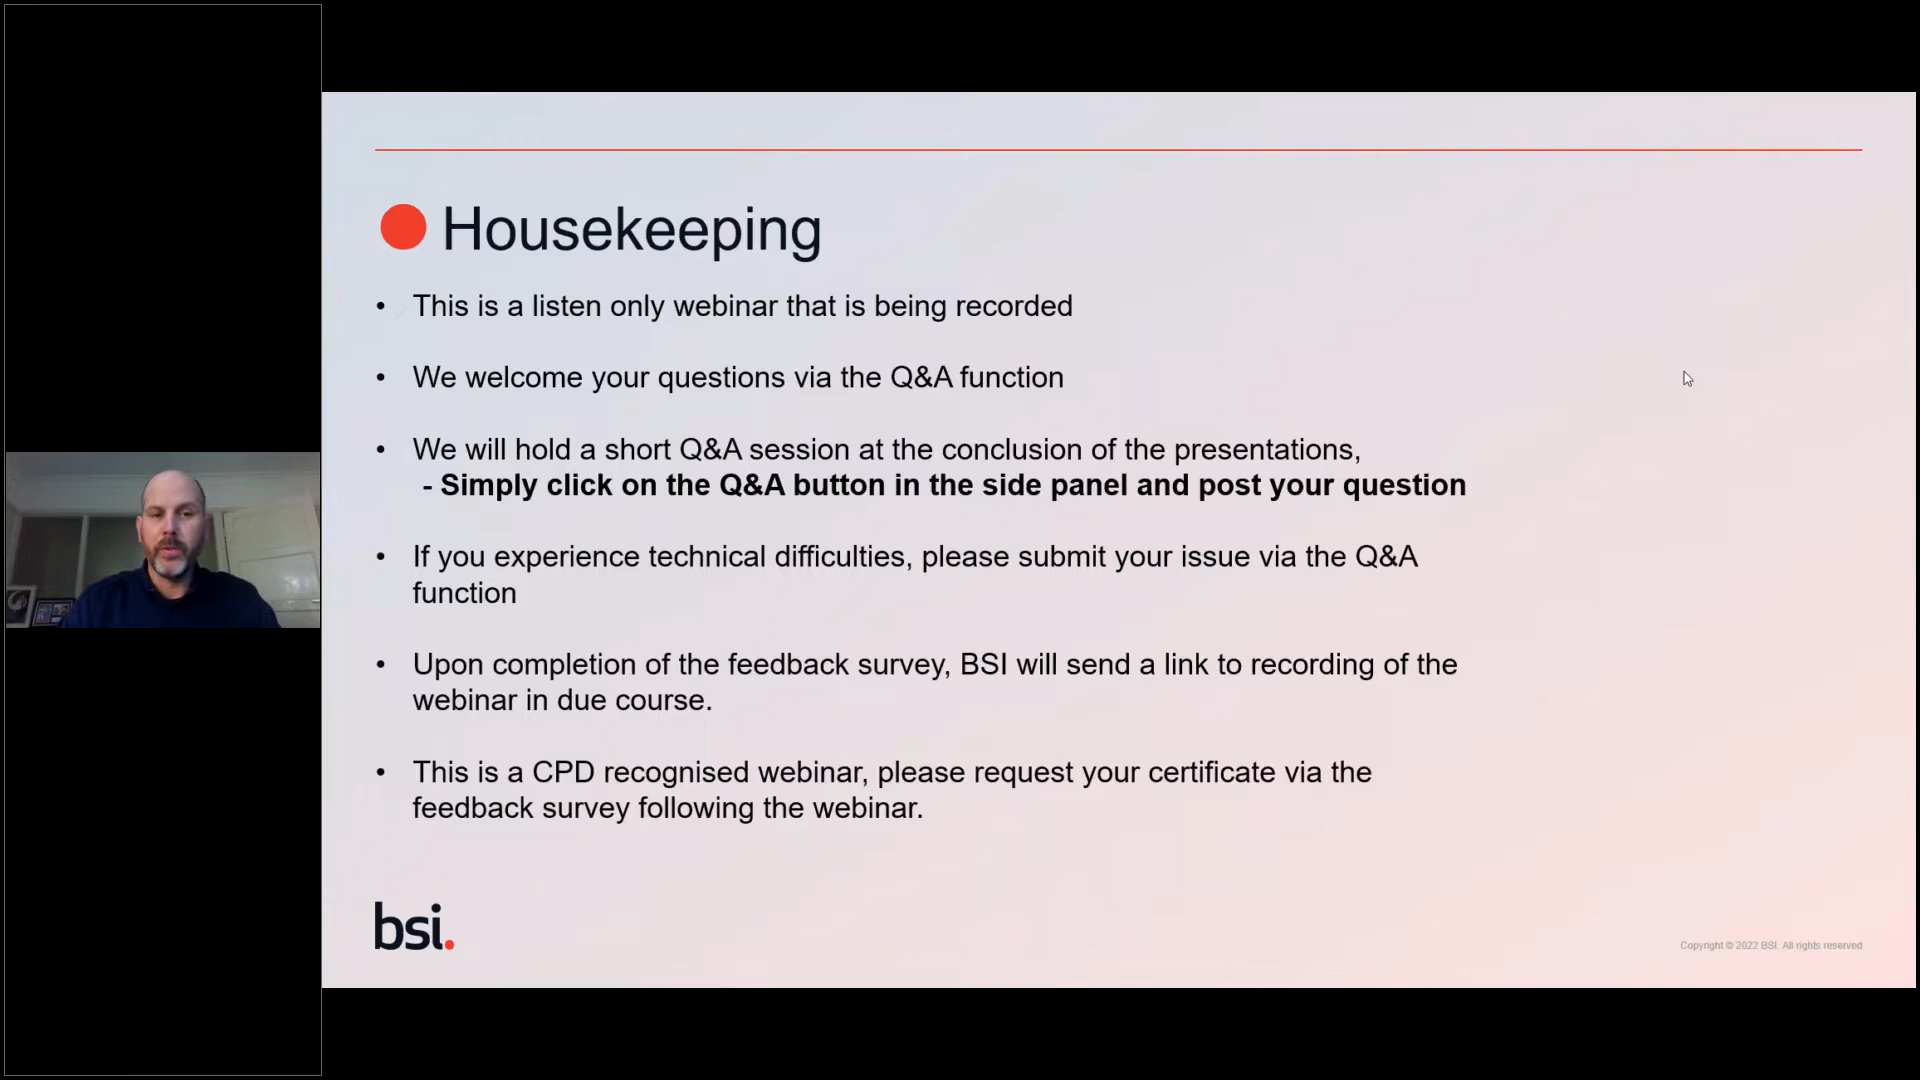 Housekeeping
• This is a listen only webinar that is being recorded
• We welcome your questions via the Q&A function
• We will hold a short Q&A session at the conclusion of the presentations,
- Simply click on the Q&A button in the side panel and post your question
• If you experience technical difficulties, please submit your issue via the Q&A
function
• Upon completion of the feedback survey, BSI will send a link to recording of the
webinar in due course.
• This is a CPD recognised webinar, please request your certificate via the
feedback survey following the webinar.
bsi.
Copyright © 2022 BSI. All rights reserved